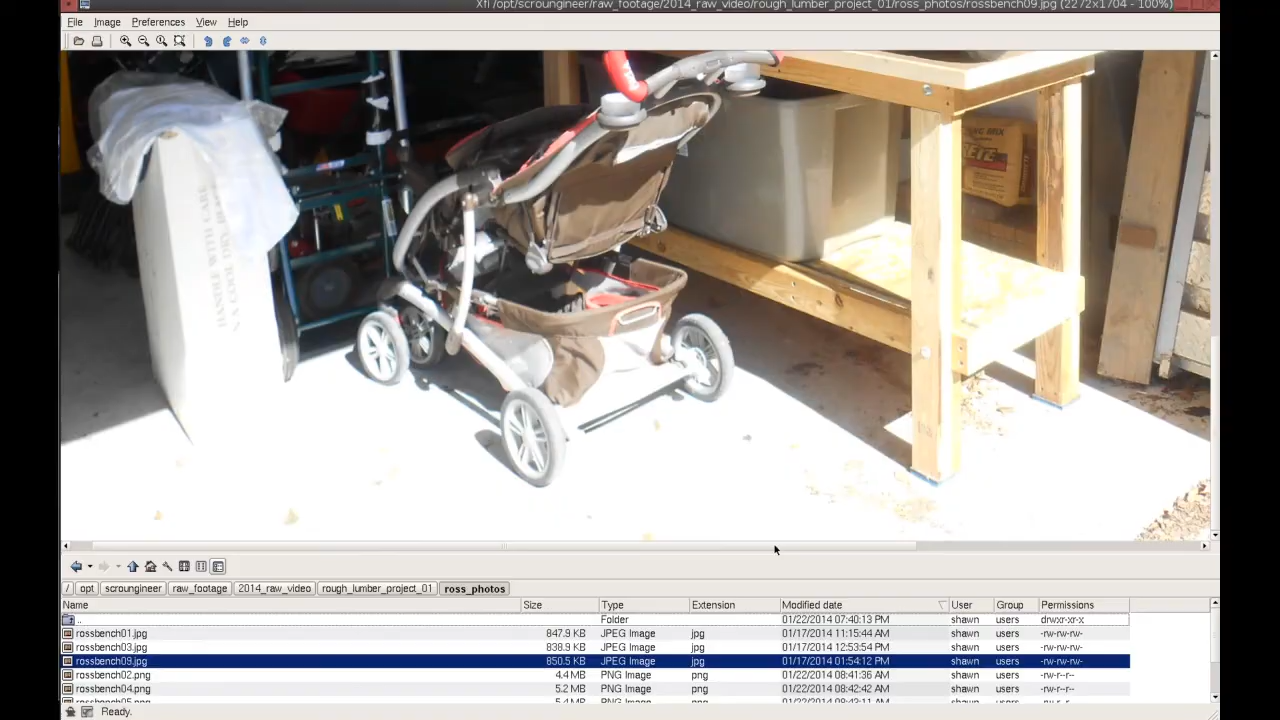 Xfi /opt/scroungineer/raw_footage/2014_raw_video/rough_lumber_project_01/ross_photos/rossbench09.jpg (2272x1704 - 100%)
File Image Preferences View Help
HANDLE WITH CARE
/ opt scroungineer raw_footage 2014_raw_video rough_lumber_project_01 ross_photos
Name Size Type Extension Modified date User Group Permissions
.. Folder 01/22/2014 07:40:13 PM shawn users drwxr-xr-x
rossbench01.jpg 847.9 KB JPEG Image jpg 01/17/2014 11:15:44 AM shawn users -rw-rw-rw-
rossbench03.jpg 838.9 KB JPEG Image jpg 01/17/2014 12:53:54 PM shawn users -rw-rw-rw-
rossbench09.jpg 850.5 KB JPEG Image jpg 01/17/2014 01:54:12 PM shawn users -rw-rw-rw-
rossbench02.png 4.4 MB PNG Image png 01/22/2014 08:41:36 AM shawn users -rw-r--r--
rossbench04.png 5.2 MB PNG Image png 01/22/2014 08:42:42 AM shawn users -rw-r--r--
Ready.